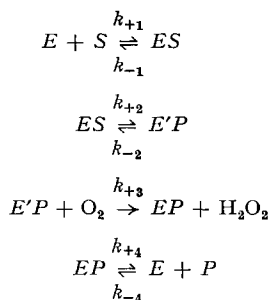 k+1
E + S ⇌ ES
k−1
k+2
ES ⇌ E′P
k−2
k+3
E′P + O₂ → EP + H₂O₂
k+4
EP ⇌ E + P
k−4